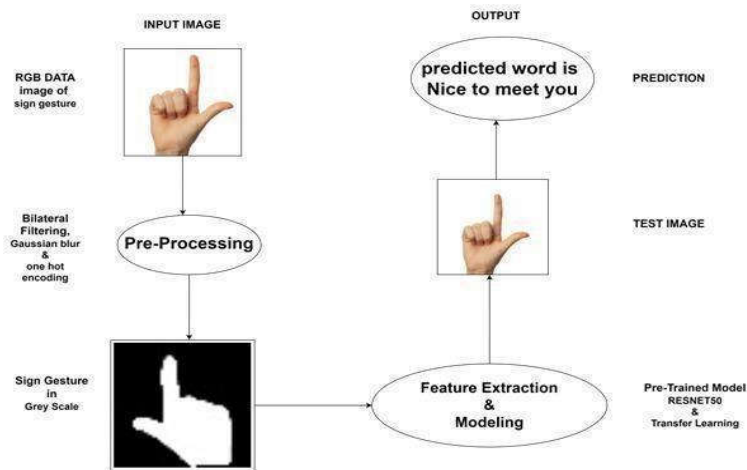 INPUT IMAGE
RGB DATA
image of
sign gesture
Bilateral
Filtering,
Gaussian blur
&
one hot
encoding
Pre-Processing
Sign Gesture
in
Grey Scale
Feature Extraction
&
Modeling
Pre-Trained Model
RESNET50
&
Transfer Learning
TEST IMAGE
OUTPUT
predicted word is
Nice to meet you
PREDICTION